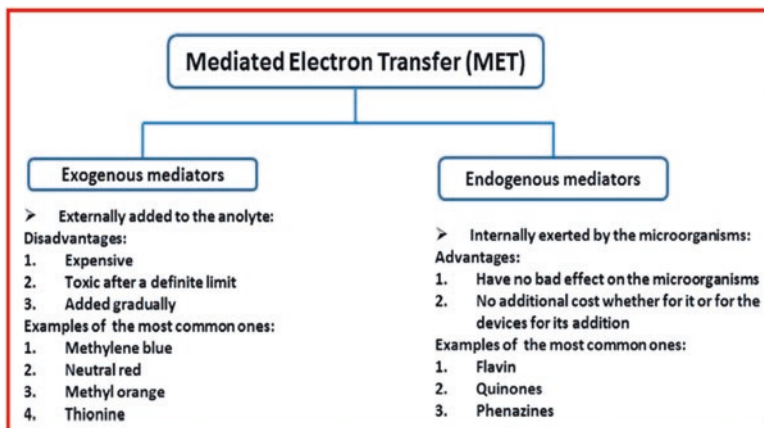 Mediated Electron Transfer (MET)
Exogenous mediators
➤ Externally added to the anolyte:
Disadvantages:
1. Expensive
2. Toxic after a definite limit
3. Added gradually
Examples of the most common ones:
1. Methylene blue
2. Neutral red
3. Methyl orange
4. Thionine
Endogenous mediators
➤ Internally exerted by the microorganisms:
Advantages:
1. Have no bad effect on the microorganisms
2. No additional cost whether for it or for the
devices for its addition
Examples of the most common ones:
1. Flavin
2. Quinones
3. Phenazines